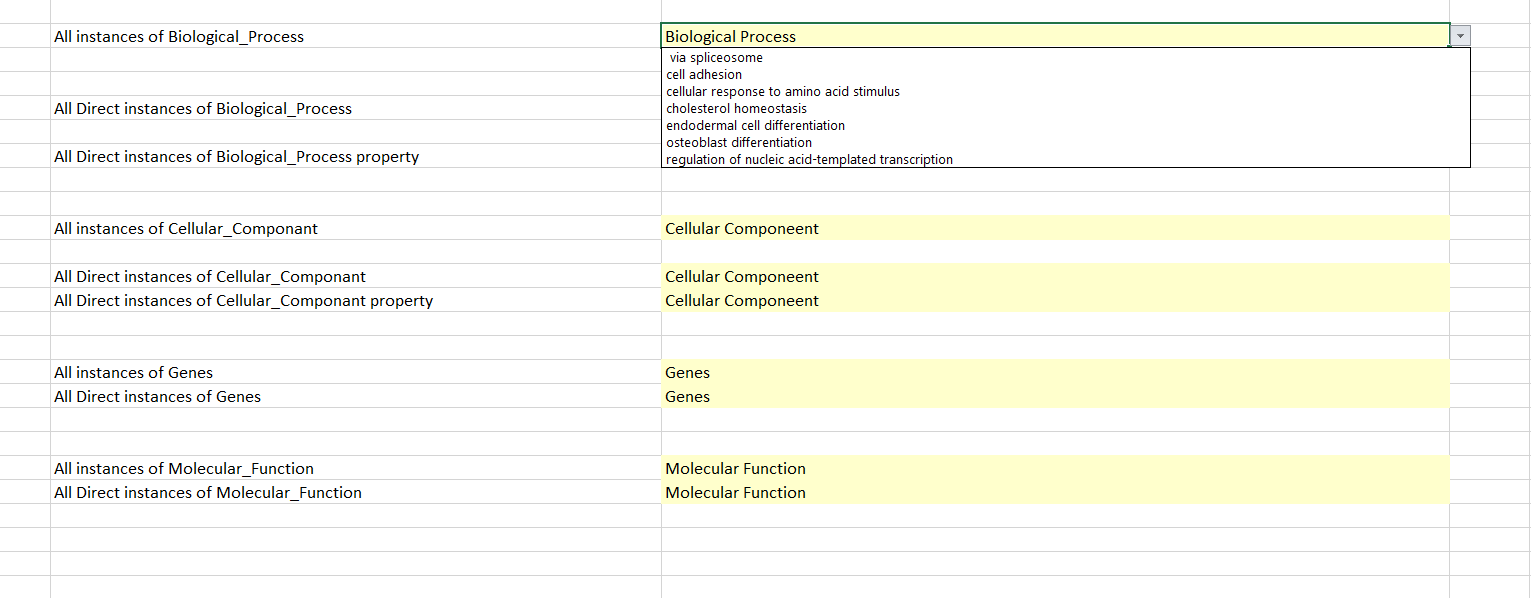 All instances of Biological_Process
Biological Process
via spliceosome
cell adhesion
cellular response to amino acid stimulus
cholesterol homeostasis
endodermal cell differentiation
osteoblast differentiation
regulation of nucleic acid-templated transcription
All Direct instances of Biological_Process
All Direct instances of Biological_Process property
All instances of Cellular_Componant
Cellular Componeent
All Direct instances of Cellular_Componant
Cellular Componeent
All Direct instances of Cellular_Componant property
Cellular Componeent
All instances of Genes
Genes
All Direct instances of Genes
Genes
All instances of Molecular_Function
Molecular Function
All Direct instances of Molecular_Function
Molecular Function